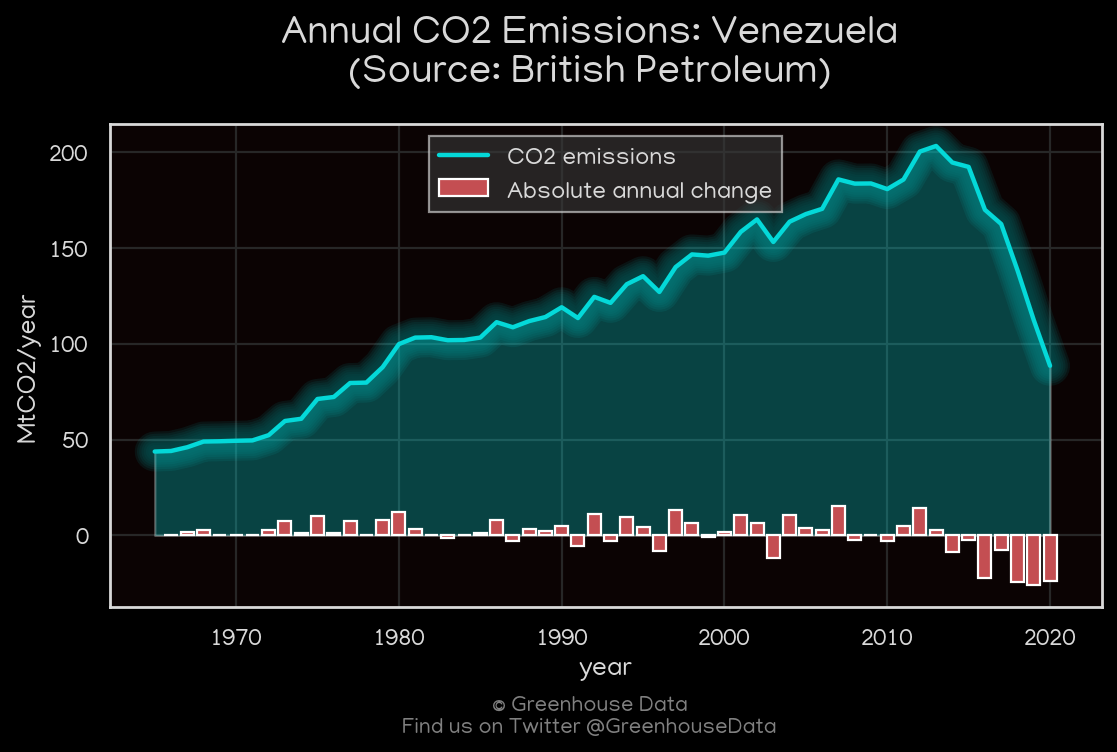 Annual CO2 Emissions: Venezuela
(Source: British Petroleum)
CO2 emissions
Absolute annual change
MtCO2/year
200
150
100
50
0
1970 1980 1990 2000 2010 2020
year
© Greenhouse Data
Find us on Twitter @GreenhouseData